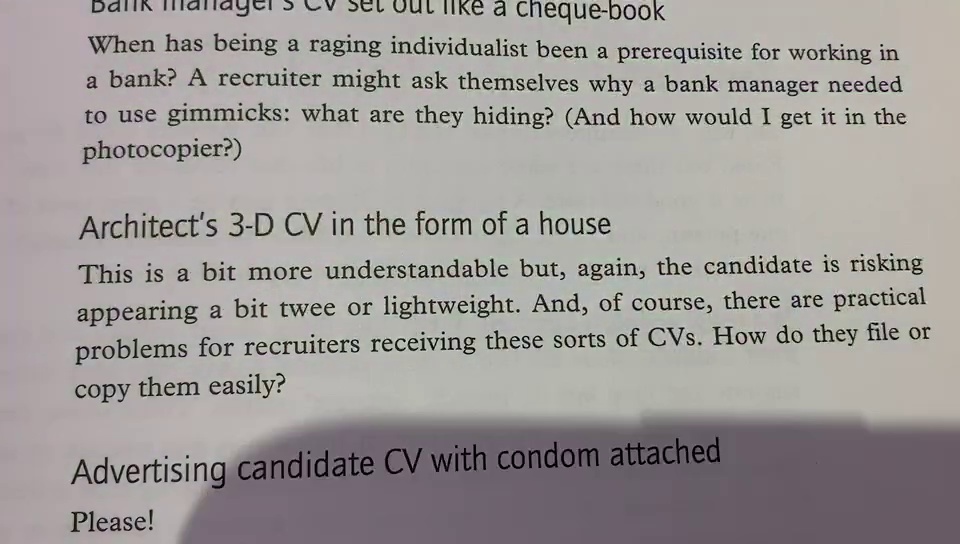 Bank manager's CV set out like a cheque-book
When has being a raging individualist been a prerequisite for working in
a bank? A recruiter might ask themselves why a bank manager needed
to use gimmicks: what are they hiding? (And how would I get it in the
photocopier?)
Architect's 3-D CV in the form of a house
This is a bit more understandable but, again, the candidate is risking
appearing a bit twee or lightweight. And, of course, there are practical
problems for recruiters receiving these sorts of CVs. How do they file or
copy them easily?
Advertising candidate CV with condom attached
Please!